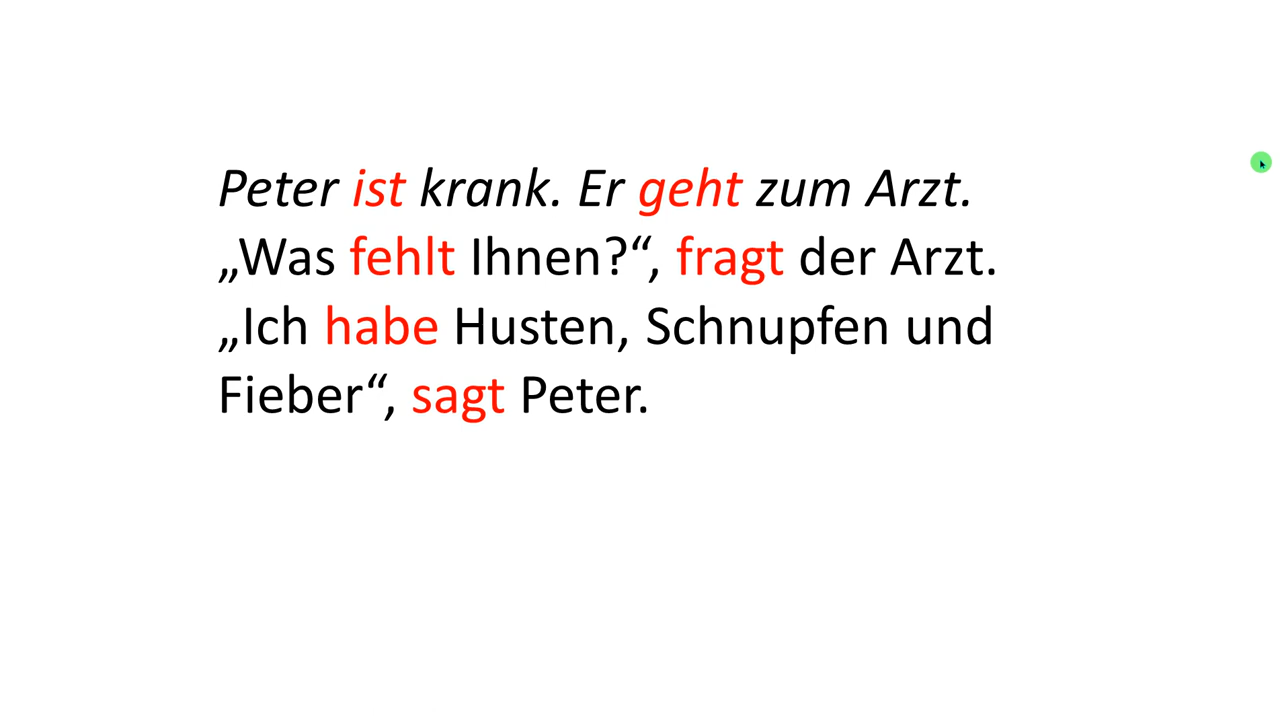 Peter ist krank. Er geht zum Arzt.
„Was fehlt Ihnen?“, fragt der Arzt.
„Ich habe Husten, Schnupfen und
Fieber“, sagt Peter.